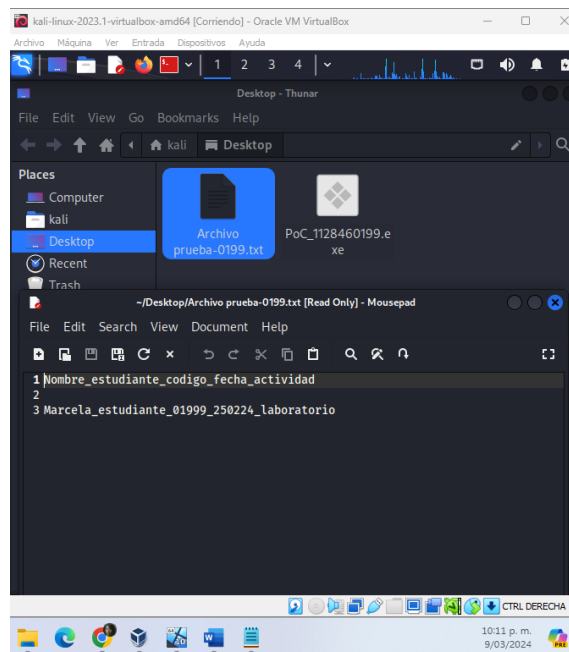 kali-linux-2023.1-virtualbox-amd64 [Corriendo] - Oracle VM VirtualBox
Archivo Máquina Ver Entrada Dispositivos Ayuda
1 2 3 4
Desktop - Thunar
File Edit View Go Bookmarks Help
kali Desktop
Places
Computer
kali
Desktop
Recent
Trash
Archivo
prueba-0199.txt
PoC_1128460199.e
xe
~/Desktop/Archivo prueba-0199.txt [Read Only] - Mousepad
File Edit Search View Document Help
1 Nombre_estudiante_codigo_fecha_actividad
2
3 Marcela_estudiante_01999_250224_laboratorio
CTRL DERECHA
10:11 p. m.
9/03/2024
PRE